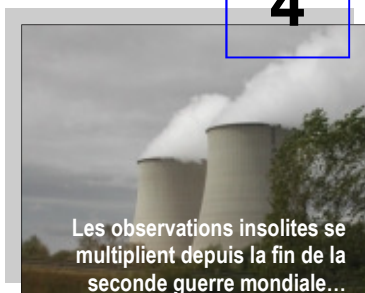 4
Les observations insolites se
multiplient depuis la fin de la
seconde guerre mondiale…